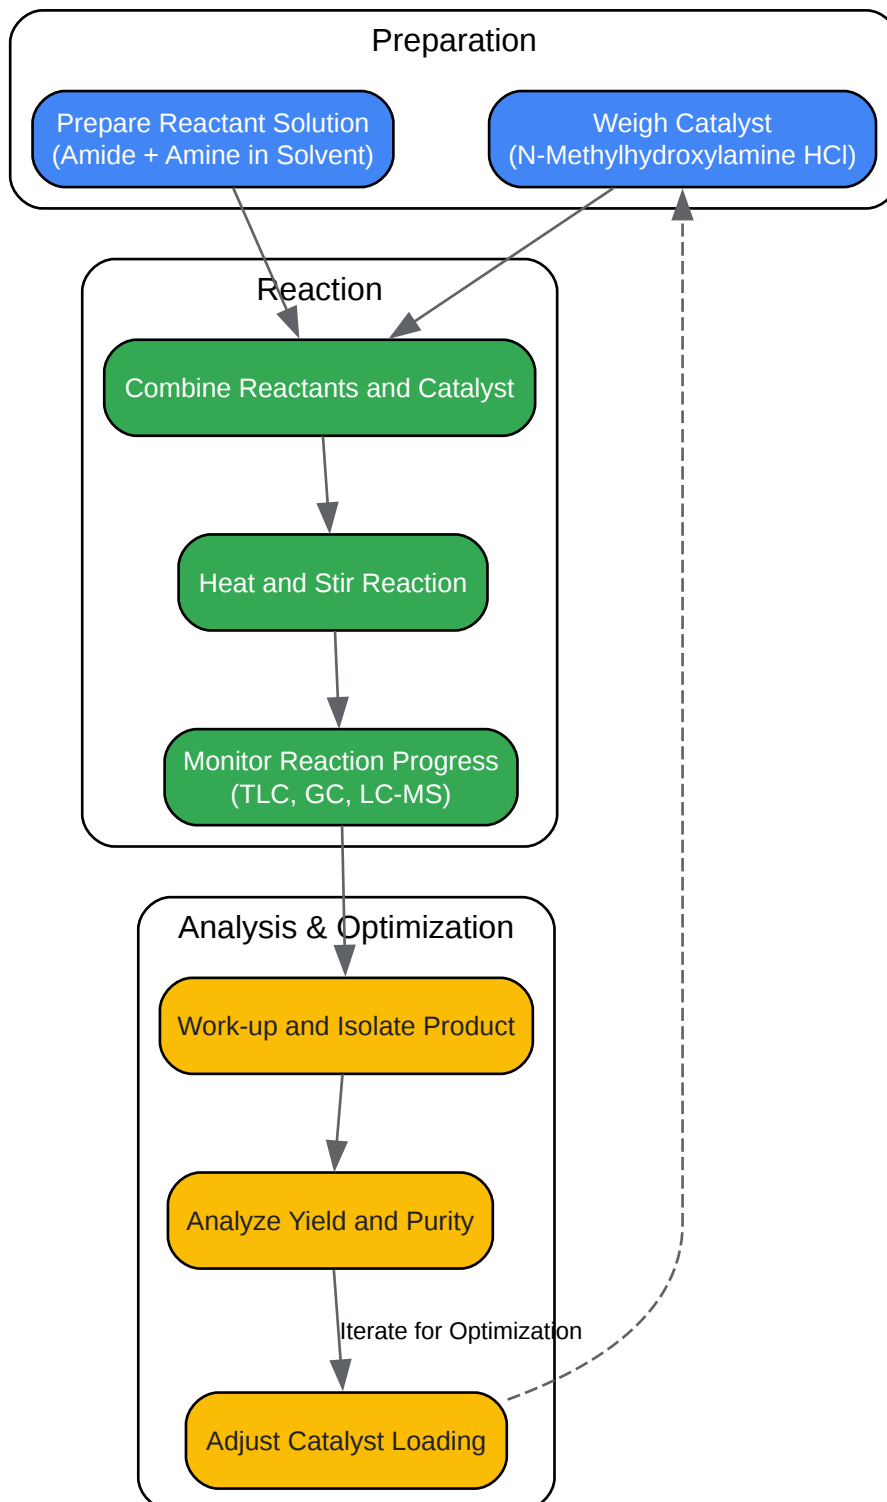 Preparation
Prepare Reactant Solution
(Amide + Amine in Solvent)
Weigh Catalyst
(N-Methylhydroxylamine HCl)
Reaction
Combine Reactants and Catalyst
Heat and Stir Reaction
Monitor Reaction Progress
(TLC, GC, LC-MS)
Analysis & Optimization
Work-up and Isolate Product
Analyze Yield and Purity
Iterate for Optimization
Adjust Catalyst Loading